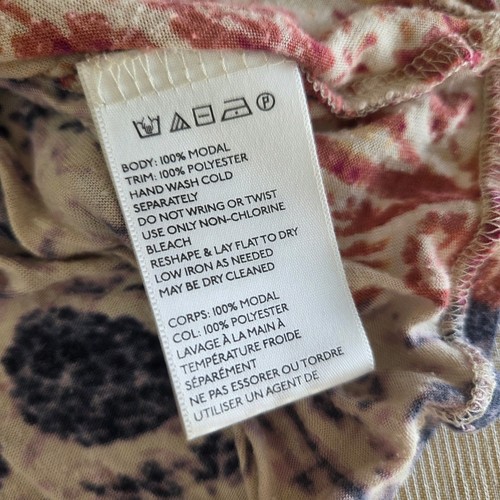 P
BODY: 100% MODAL
TRIM: 100% POLYESTER
HAND WASH COLD
SEPARATELY
DO NOT WRING OR TWIST
USE ONLY NON-CHLORINE
BLEACH
RESHAPE & LAY FLAT TO DRY
LOW IRON AS NEEDED
MAY BE DRY CLEANED
CORPS: 100% MODAL
COL: 100% POLYESTER
LAVAGE À LA MAIN À
TEMPÉRATURE FROIDE
SÉPARÉMENT
NE PAS ESSORER OU TORDRE
UTILISER UN AGENT DE